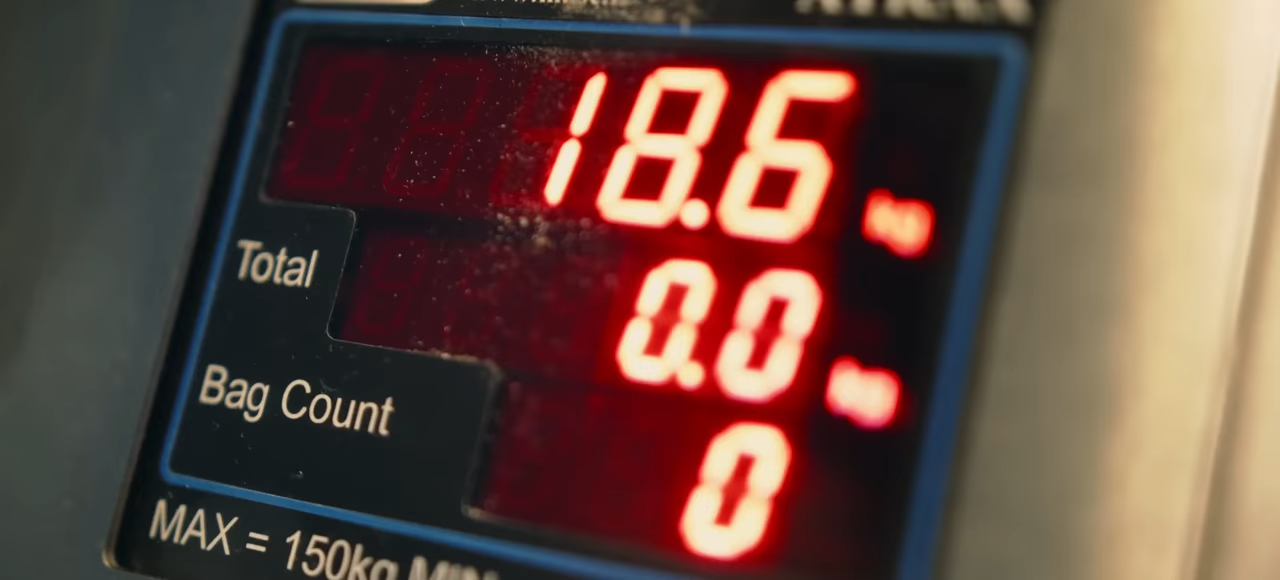 18.6 kg
Total 0.0 kg
Bag Count 0
MAX = 150kg MIN